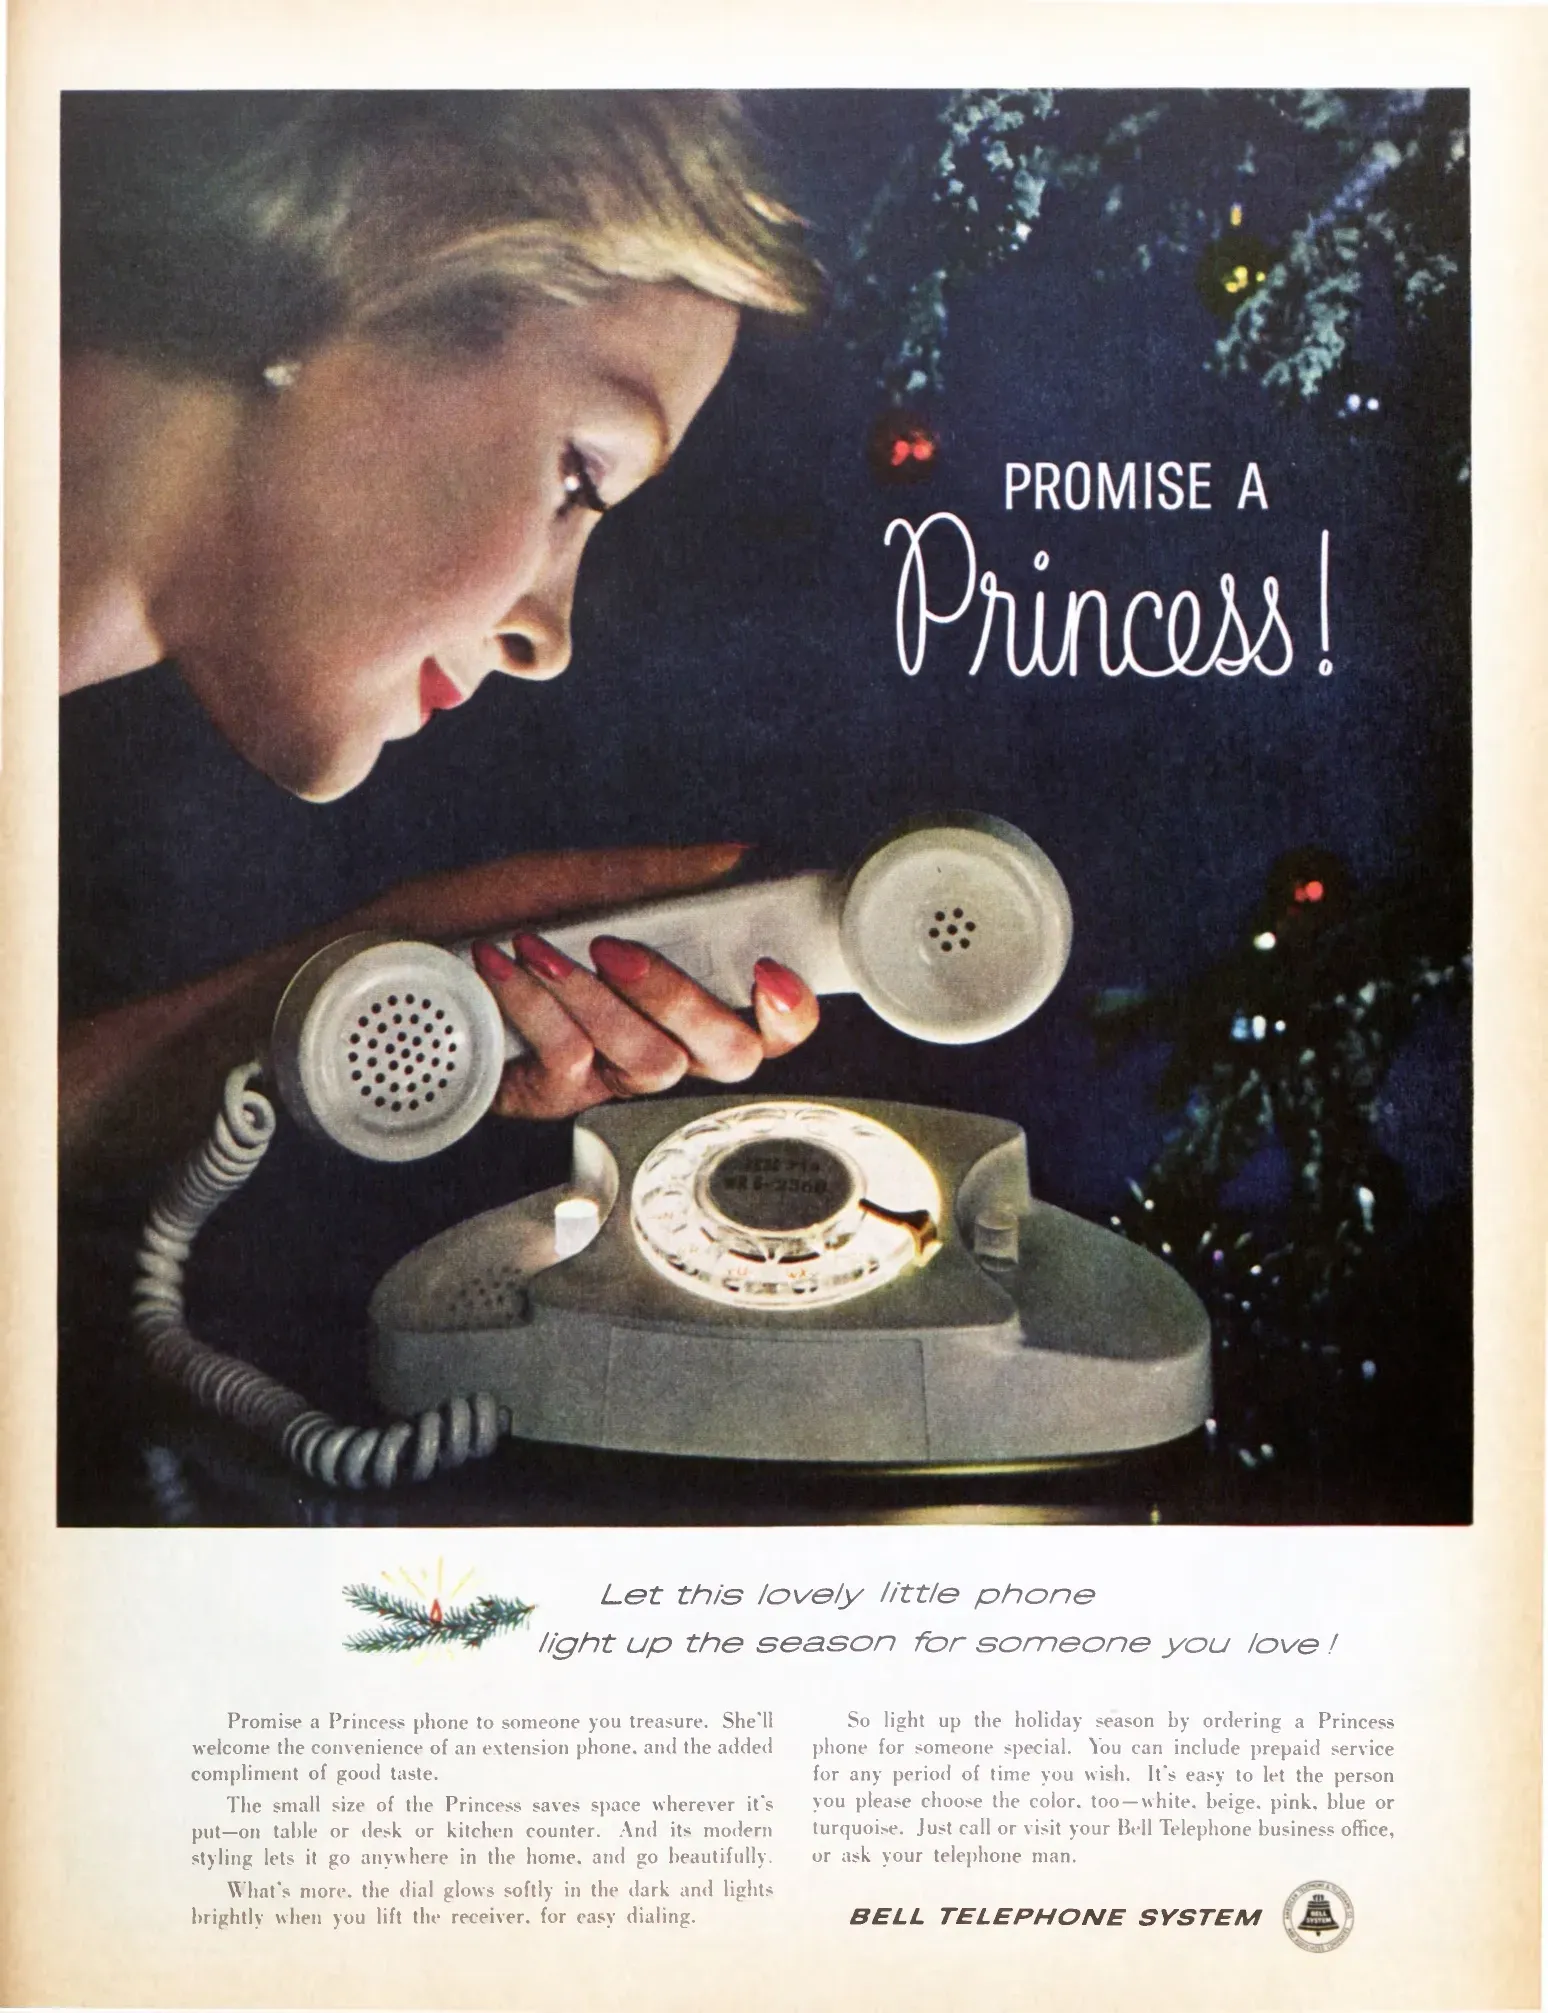 PROMISE A
Princess!
Let this lovely little phone
light up the season for someone you love!
Promise a Princess phone to someone you treasure. She'll
welcome the convenience of an extension phone, and the added
compliment of good taste.
The small size of the Princess saves space wherever it's
put—on table or desk or kitchen counter. And its modern
styling lets it go anywhere in the home, and go beautifully.
What's more, the dial glows softly in the dark and lights
brightly when you lift the receiver, for easy dialing.
So light up the holiday season by ordering a Princess
phone for someone special. You can include prepaid service
for any period of time you wish. It's easy to let the person
you please choose the color, too—white, beige, pink, blue or
turquoise. Just call or visit your Bell Telephone business office,
or ask your telephone man.
BELL TELEPHONE SYSTEM
BELL
SYSTEM